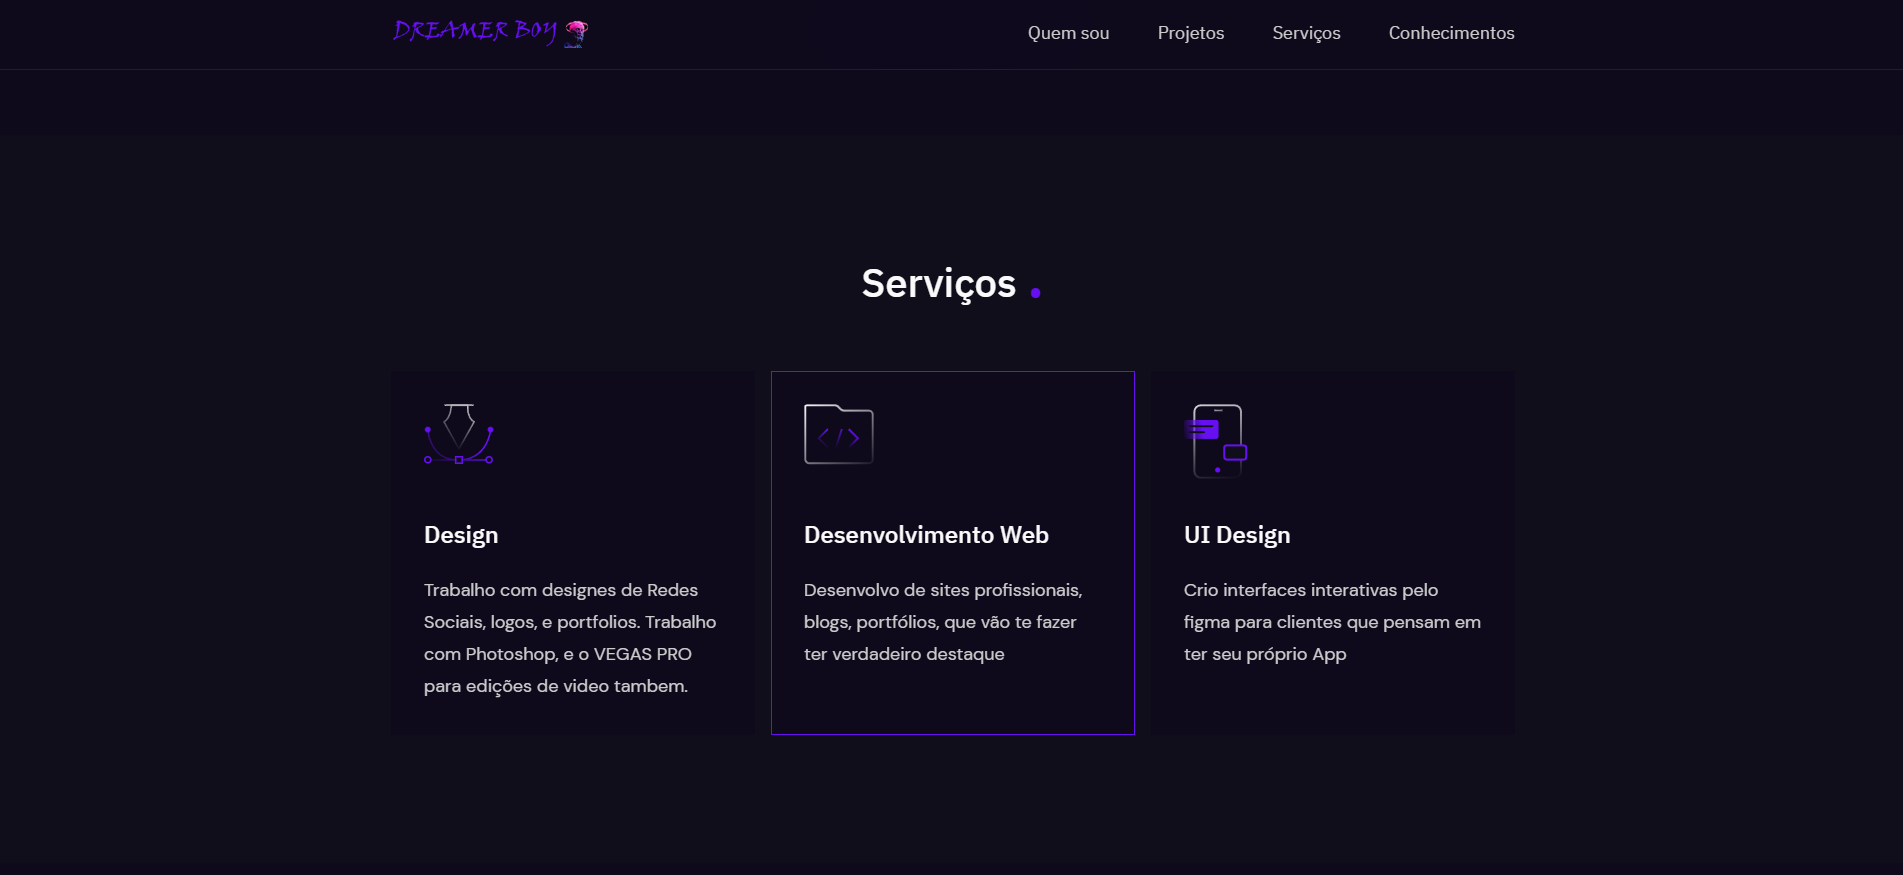 DREAMER BOY
Quem sou
Projetos
Serviços
Conhecimentos
Serviços .
Design
Trabalho com designes de Redes
Sociais, logos, e portfolios. Trabalho
com Photoshop, e o VEGAS PRO
para edições de video tambem.
Desenvolvimento Web
Desenvolvo de sites profissionais,
blogs, portfólios, que vão te fazer
ter verdadeiro destaque
UI Design
Crio interfaces interativas pelo
figma para clientes que pensam em
ter seu próprio App